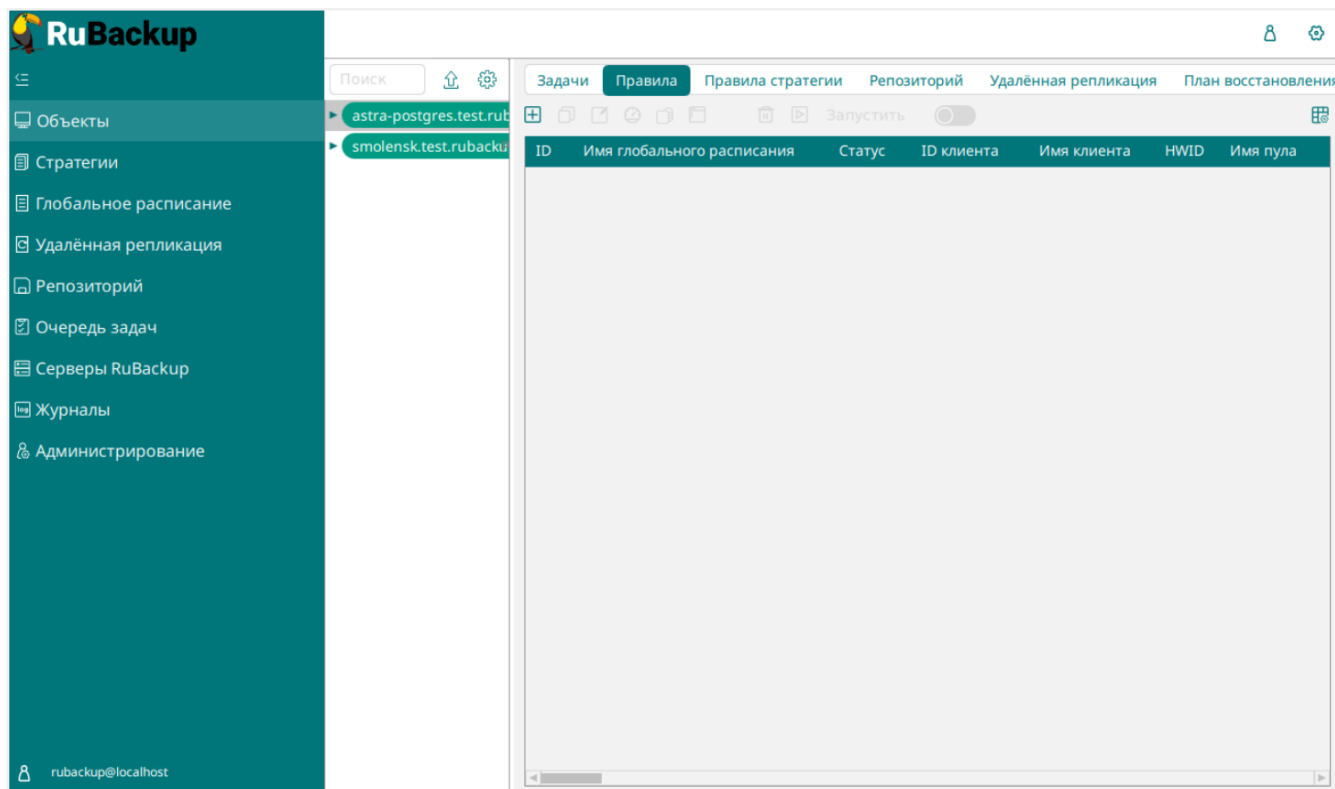 RuBackup
Объекты
Стратегии
Глобальное расписание
Удалённая репликация
Репозиторий
Очередь задач
Серверы RuBackup
log Журналы
Администрирование
rubackup@localhost
Поиск
astra-postgres.test.rub
smolensk.test.rubacku
Задачи Правила Правила стратегии Репозиторий Удалённая репликация План восстановления
Запустить
ID Имя глобального расписания Статус ID клиента Имя клиента HWID Имя пула